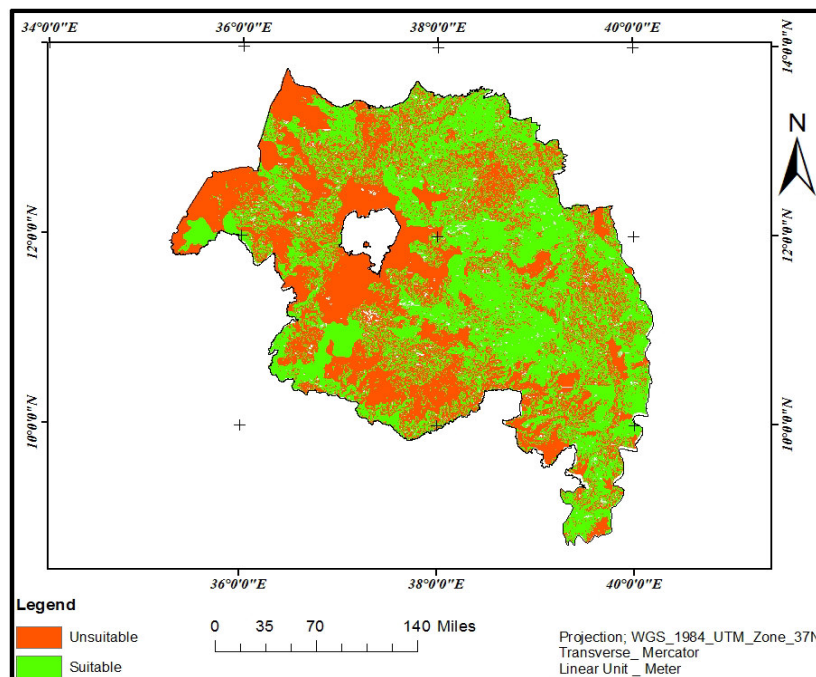 34°0'0"E 36°0'0"E 38°0'0"E 40°0'0"E
14°0'0"N
N
12°0'0"N 12°0'0"N
10°0'0"N 10°0'0"N
36°0'0"E 38°0'0"E 40°0'0"E
Legend
Unsuitable
Suitable
0 35 70 140 Miles
Projection; WGS_1984_UTM_Zone_37N
Transverse_ Mercator
Linear Unit _ Meter